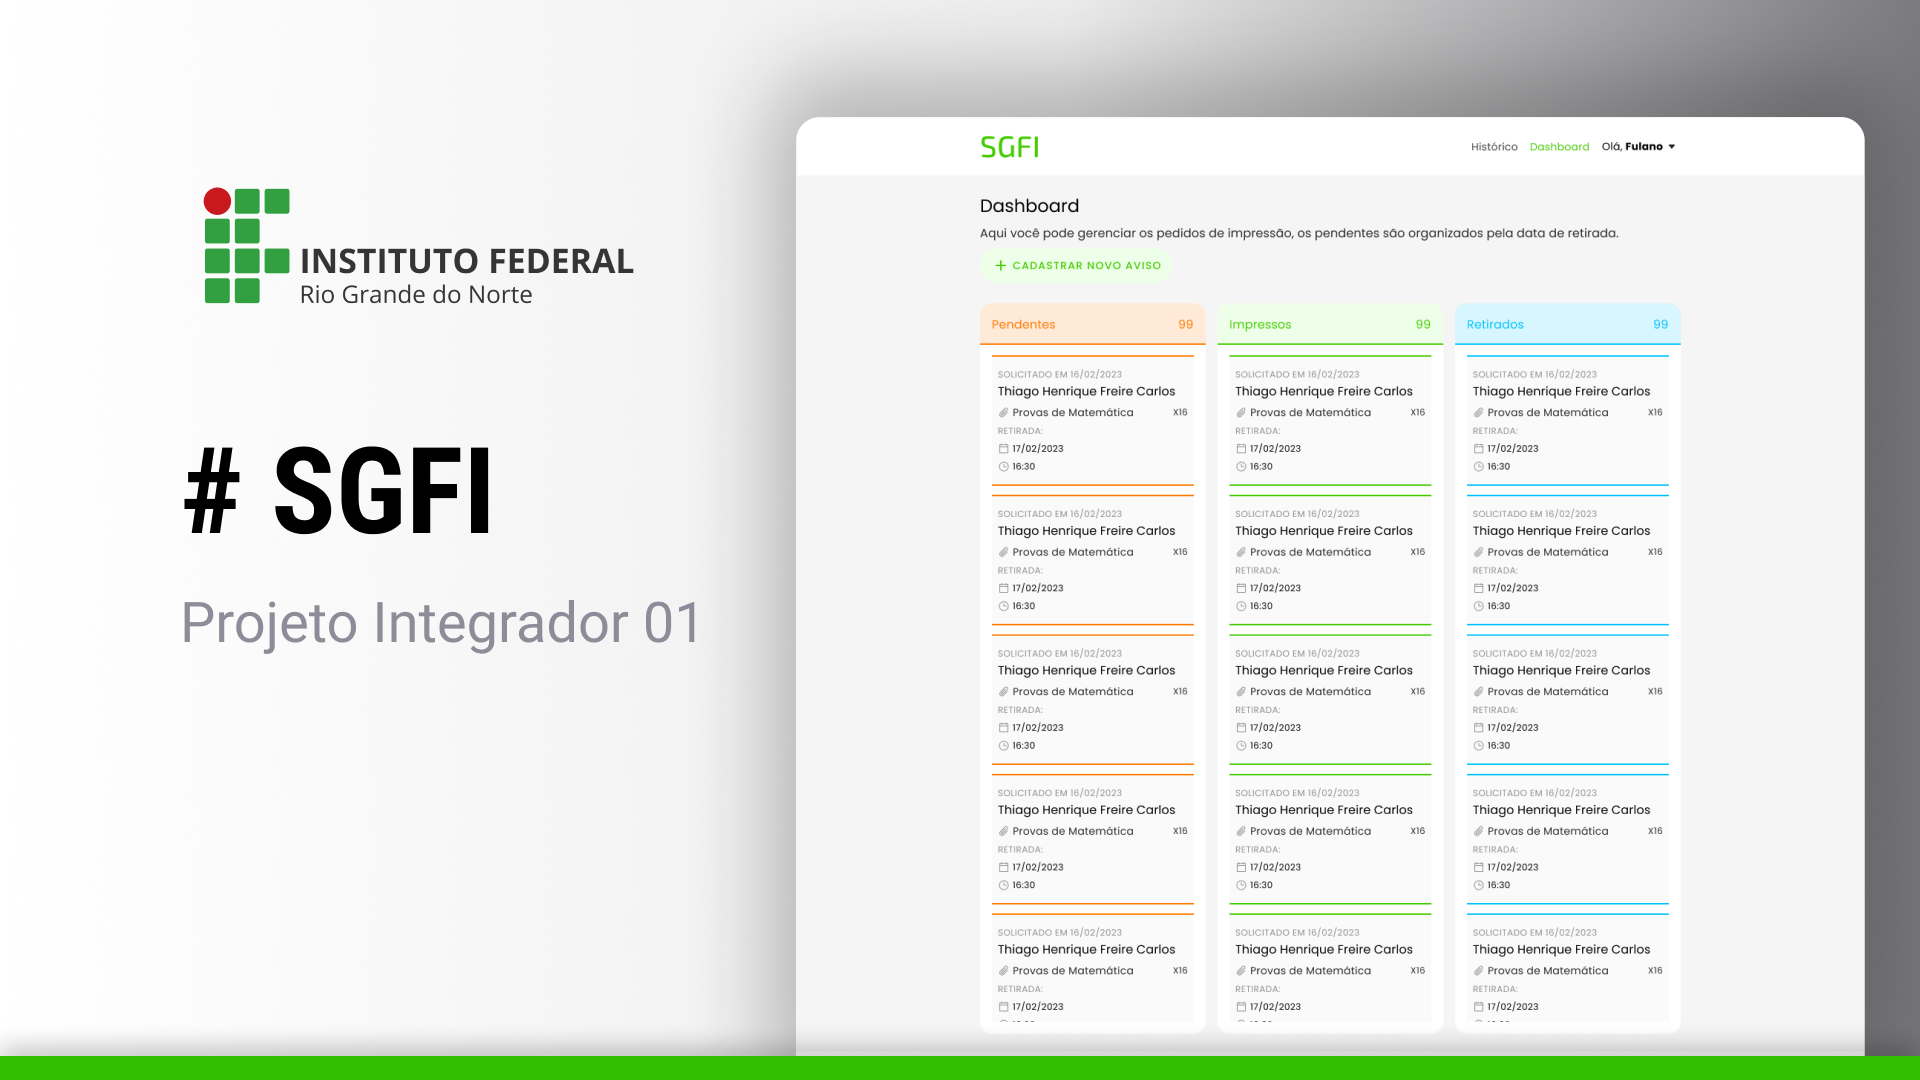 INSTITUTO FEDERAL
Rio Grande do Norte
# SGFI
Projeto Integrador 01
SGFI
Histórico Dashboard Olá, Fulano
Dashboard
Aqui você pode gerenciar os pedidos de impressão, os pendentes são organizados pela data de retirada.
+ CADASTRAR NOVO AVISO
Pendentes 99
SOLICITADO EM 16/02/2023
Thiago Henrique Freire Carlos
Provas de Matemática X16
RETIRADA:
17/02/2023
16:30
SOLICITADO EM 16/02/2023
Thiago Henrique Freire Carlos
Provas de Matemática X16
RETIRADA:
17/02/2023
16:30
SOLICITADO EM 16/02/2023
Thiago Henrique Freire Carlos
Provas de Matemática X16
RETIRADA:
17/02/2023
16:30
SOLICITADO EM 16/02/2023
Thiago Henrique Freire Carlos
Provas de Matemática X16
RETIRADA:
17/02/2023
16:30
SOLICITADO EM 16/02/2023
Thiago Henrique Freire Carlos
Provas de Matemática X16
RETIRADA:
17/02/2023
Impressos 99
SOLICITADO EM 16/02/2023
Thiago Henrique Freire Carlos
Provas de Matemática X16
RETIRADA:
17/02/2023
16:30
SOLICITADO EM 16/02/2023
Thiago Henrique Freire Carlos
Provas de Matemática X16
RETIRADA:
17/02/2023
16:30
SOLICITADO EM 16/02/2023
Thiago Henrique Freire Carlos
Provas de Matemática X16
RETIRADA:
17/02/2023
16:30
SOLICITADO EM 16/02/2023
Thiago Henrique Freire Carlos
Provas de Matemática X16
RETIRADA:
17/02/2023
16:30
SOLICITADO EM 16/02/2023
Thiago Henrique Freire Carlos
Provas de Matemática X16
RETIRADA:
17/02/2023
Retirados 99
SOLICITADO EM 16/02/2023
Thiago Henrique Freire Carlos
Provas de Matemática X16
RETIRADA:
17/02/2023
16:30
SOLICITADO EM 16/02/2023
Thiago Henrique Freire Carlos
Provas de Matemática X16
RETIRADA:
17/02/2023
16:30
SOLICITADO EM 16/02/2023
Thiago Henrique Freire Carlos
Provas de Matemática X16
RETIRADA:
17/02/2023
16:30
SOLICITADO EM 16/02/2023
Thiago Henrique Freire Carlos
Provas de Matemática X16
RETIRADA:
17/02/2023
16:30
SOLICITADO EM 16/02/2023
Thiago Henrique Freire Carlos
Provas de Matemática X16
RETIRADA:
17/02/2023